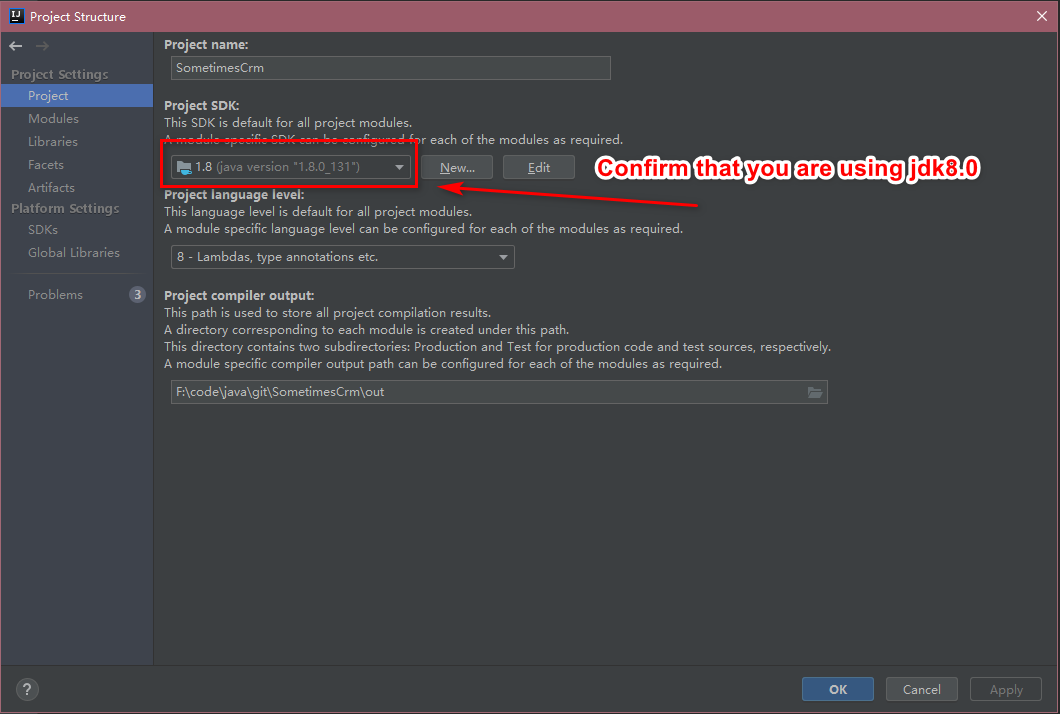 Project Structure
Project name:
Project Settings
SometimesCrm
Project
Project SDK:
Modules
This SDK is default for all project modules.
Libraries
A module specific SDK can be configured for each of the modules as required.
Facets
1.8 (java version "1.8.0_131")
New...
Edit
Confirm that you are using jdk8.0
Artifacts
Project language level:
Platform Settings
This language level is default for all project modules.
SDKs
A module specific language level can be configured for each of the modules as required.
Global Libraries
8 - Lambdas, type annotations etc.
Problems
3
Project compiler output:
This path is used to store all project compilation results.
A directory corresponding to each module is created under this path.
This directory contains two subdirectories: Production and Test for production code and test sources, respectively.
A module specific compiler output path can be configured for each of the modules as required.
F:\code\java\git\SometimesCrm\out
?
OK
Cancel
Apply